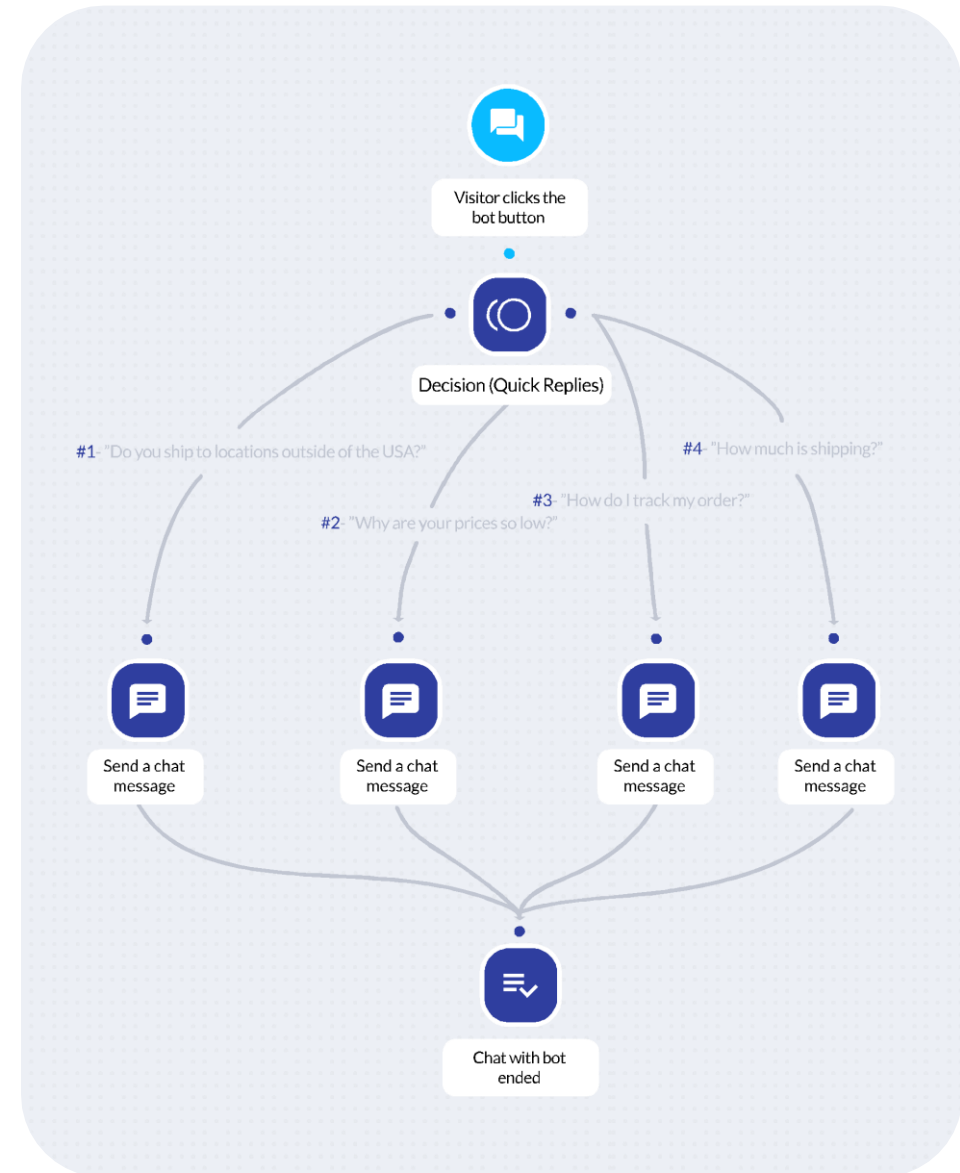 Visitor clicks the
bot button
Decision (Quick Replies)
#1- "Do you ship to locations outside of the USA?"
#2- "Why are your prices so low?"
#3- "How do I track my order?"
#4- "How much is shipping?"
Send a chat
message
Send a chat
message
Send a chat
message
Send a chat
message
Chat with bot
ended